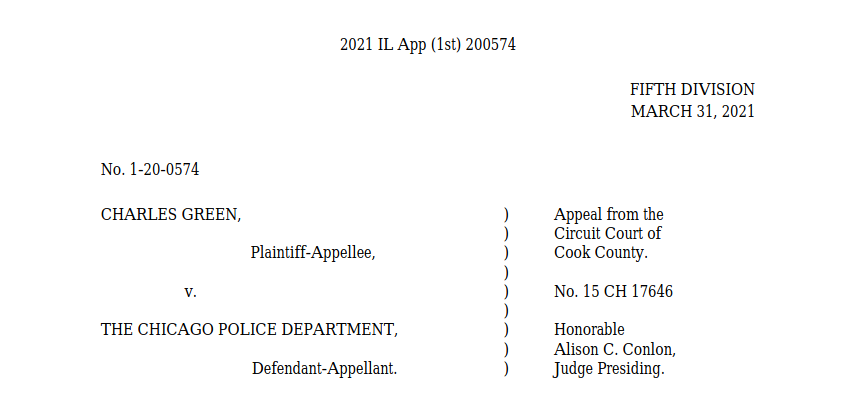 2021 IL App (1st) 200574
FIFTH DIVISION
MARCH 31, 2021
No. 1-20-0574
CHARLES GREEN, ) Appeal from the
) Circuit Court of
Plaintiff-Appellee, ) Cook County.
)
v. ) No. 15 CH 17646
)
THE CHICAGO POLICE DEPARTMENT, ) Honorable
) Alison C. Conlon,
Defendant-Appellant. ) Judge Presiding.